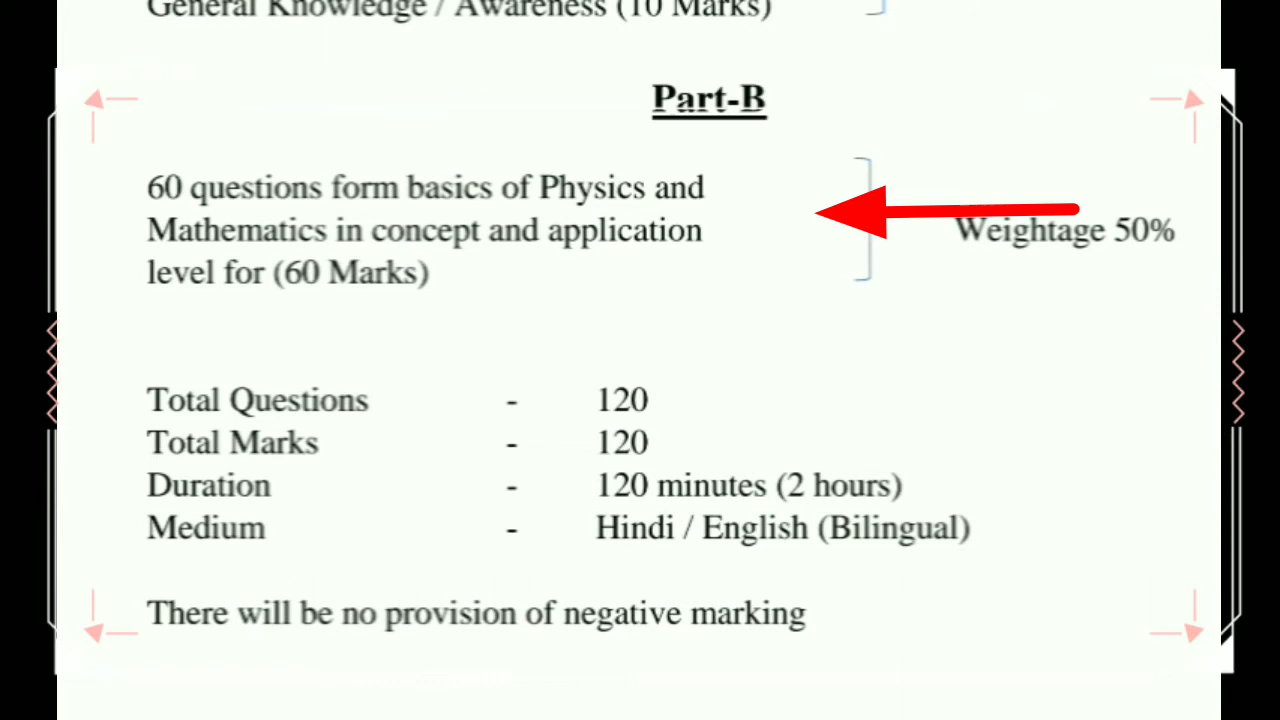 General Knowledge / Awareness (10 Marks)
Part-B
60 questions form basics of Physics and
Mathematics in concept and application
level for (60 Marks)
Weightage 50%
Total Questions - 120
Total Marks - 120
Duration - 120 minutes (2 hours)
Medium - Hindi / English (Bilingual)
There will be no provision of negative marking